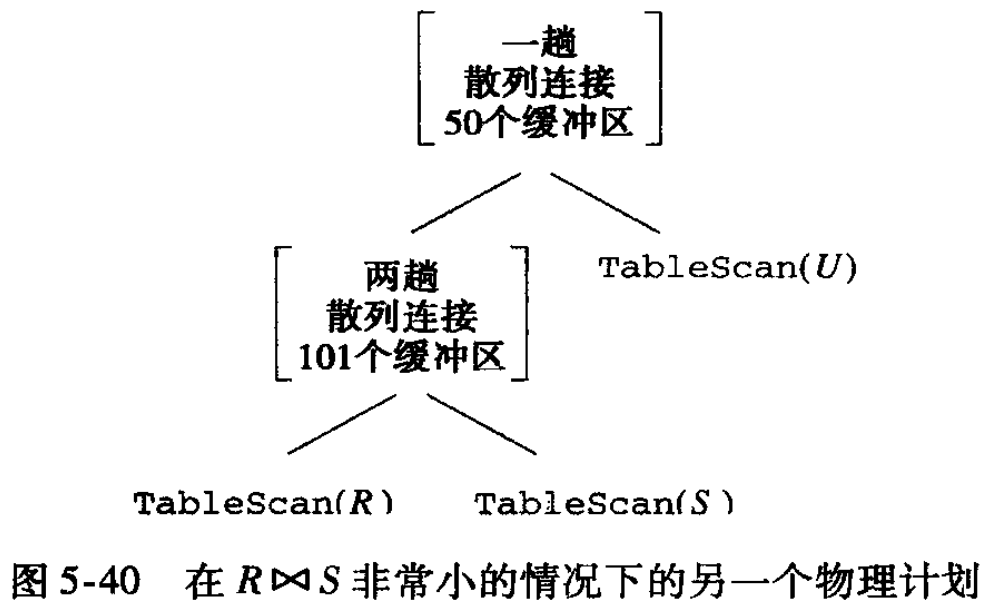 一趟
散列连接
50个缓冲区
两趟
散列连接
101个缓冲区
TableScan(U)
TableScan(R)
TableScan(S)
图 5-40 在 R⋈S 非常小的情况下的另一个物理计划